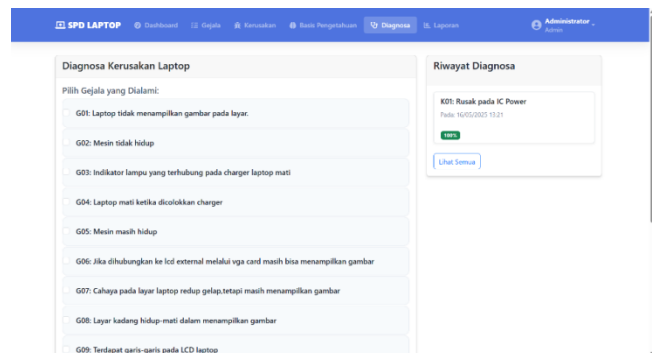 SPD LAPTOP Dashboard Gejala Kerusakan Basis Pengetahuan Diagnosa Laporan Administrator
Admin
Diagnosa Kerusakan Laptop
Pilih Gejala yang Dialami:
G01: Laptop tidak menampilkan gambar pada layar.
G02: Mesin tidak hidup
G03: Indikator lampu yang terhubung pada charger laptop mati
G04: Laptop mati ketika dicolokkan charger
G05: Mesin masih hidup
G06: Jika dihubungkan ke lcd external melalui vga card masih bisa menampilkan gambar
G07: Cahaya pada layar laptop redup gelap,tetapi masih menampilkan gambar
G08: Layar kadang hidup-mati dalam menampilkan gambar
G09: Terdapat garis-garis pada LCD laptop
Riwayat Diagnosa
K01: Rusak pada IC Power
Pada: 16/05/2025 13:21
100%
Lihat Semua